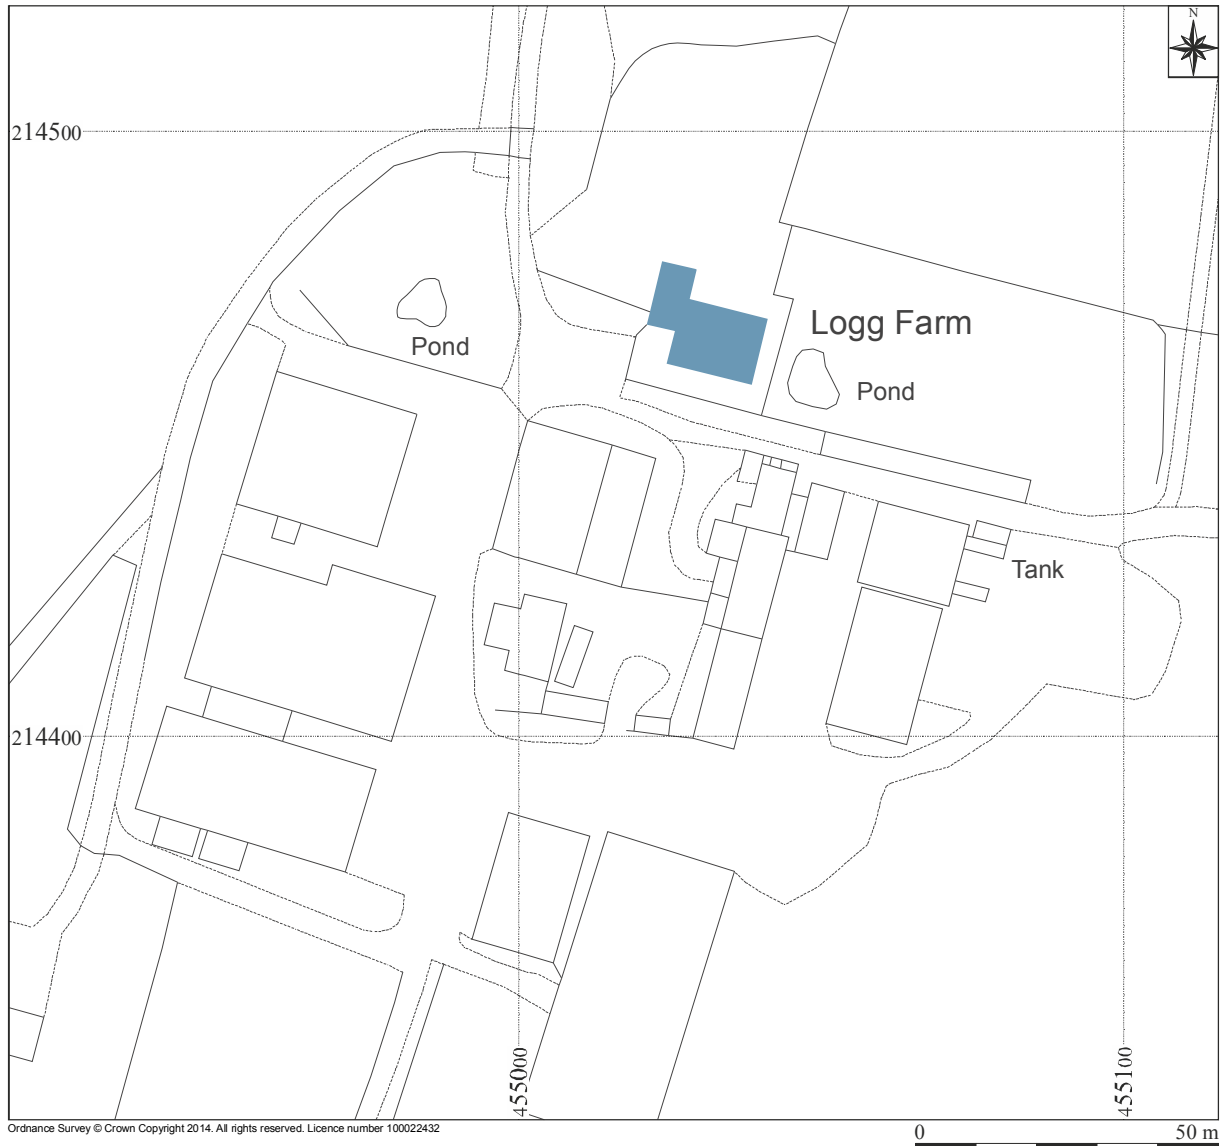 N
214500
Logg Farm
Pond
Pond
Tank
214400
455000
455100
Ordnance Survey © Crown Copyright 2014. All rights reserved. Licence number 100022432
0 50 m